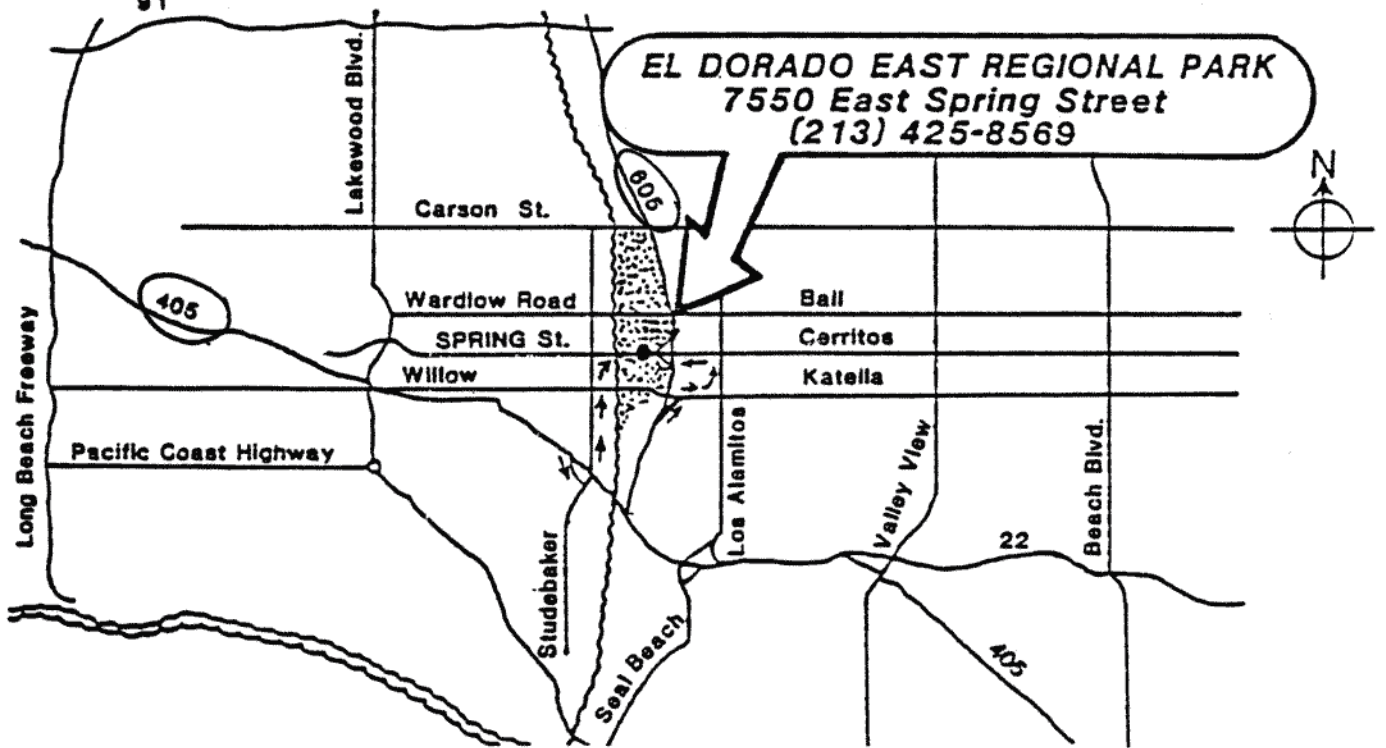 91
Lakewood Blvd.
EL DORADO EAST REGIONAL PARK
7550 East Spring Street
(213) 425-8569
N
605
Carson St.
405
Wardlow Road
Ball
SPRING St.
Cerritos
Willow
Katella
Long Beach Freeway
Pacific Coast Highway
Los Alamitos
Valley View
Beach Blvd.
22
Studebaker
Seal Beach
405